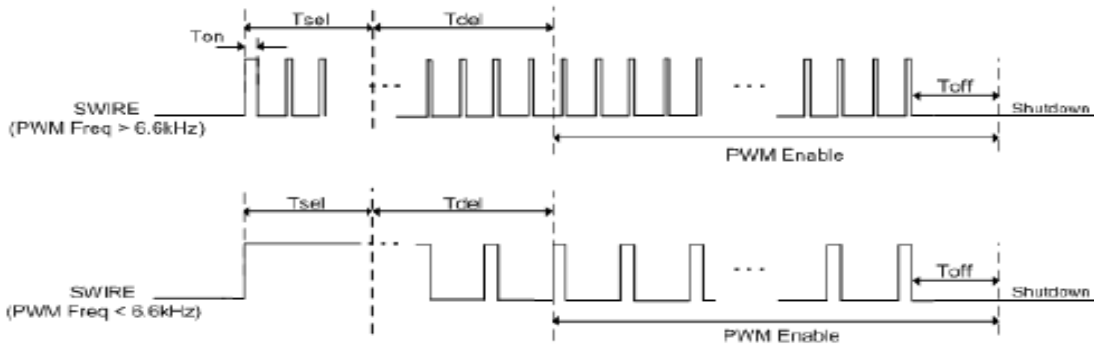 Tsel Tdel
Ton
Toff
SWIRE
(PWM Freq > 6.6kHz)
Shutdown
PWM Enable
Tsel Tdel
Toff
SWIRE
(PWM Freq < 6.6kHz)
Shutdown
PWM Enable